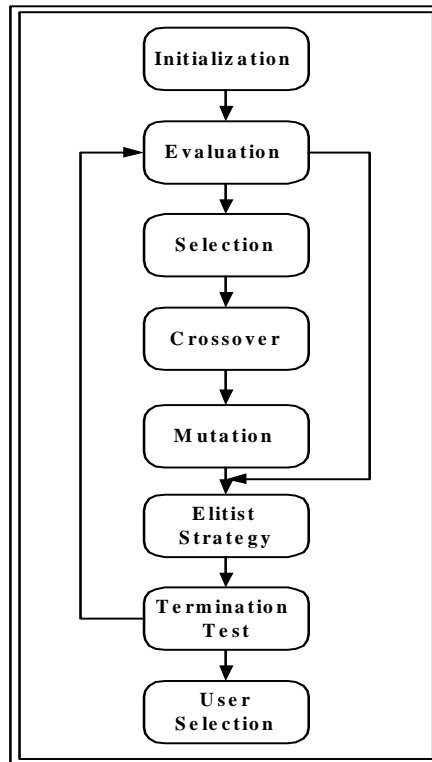 Initialization
Evaluation
Selection
Crossover
Mutation
Elitist
Strategy
Termination
Test
User
Selection